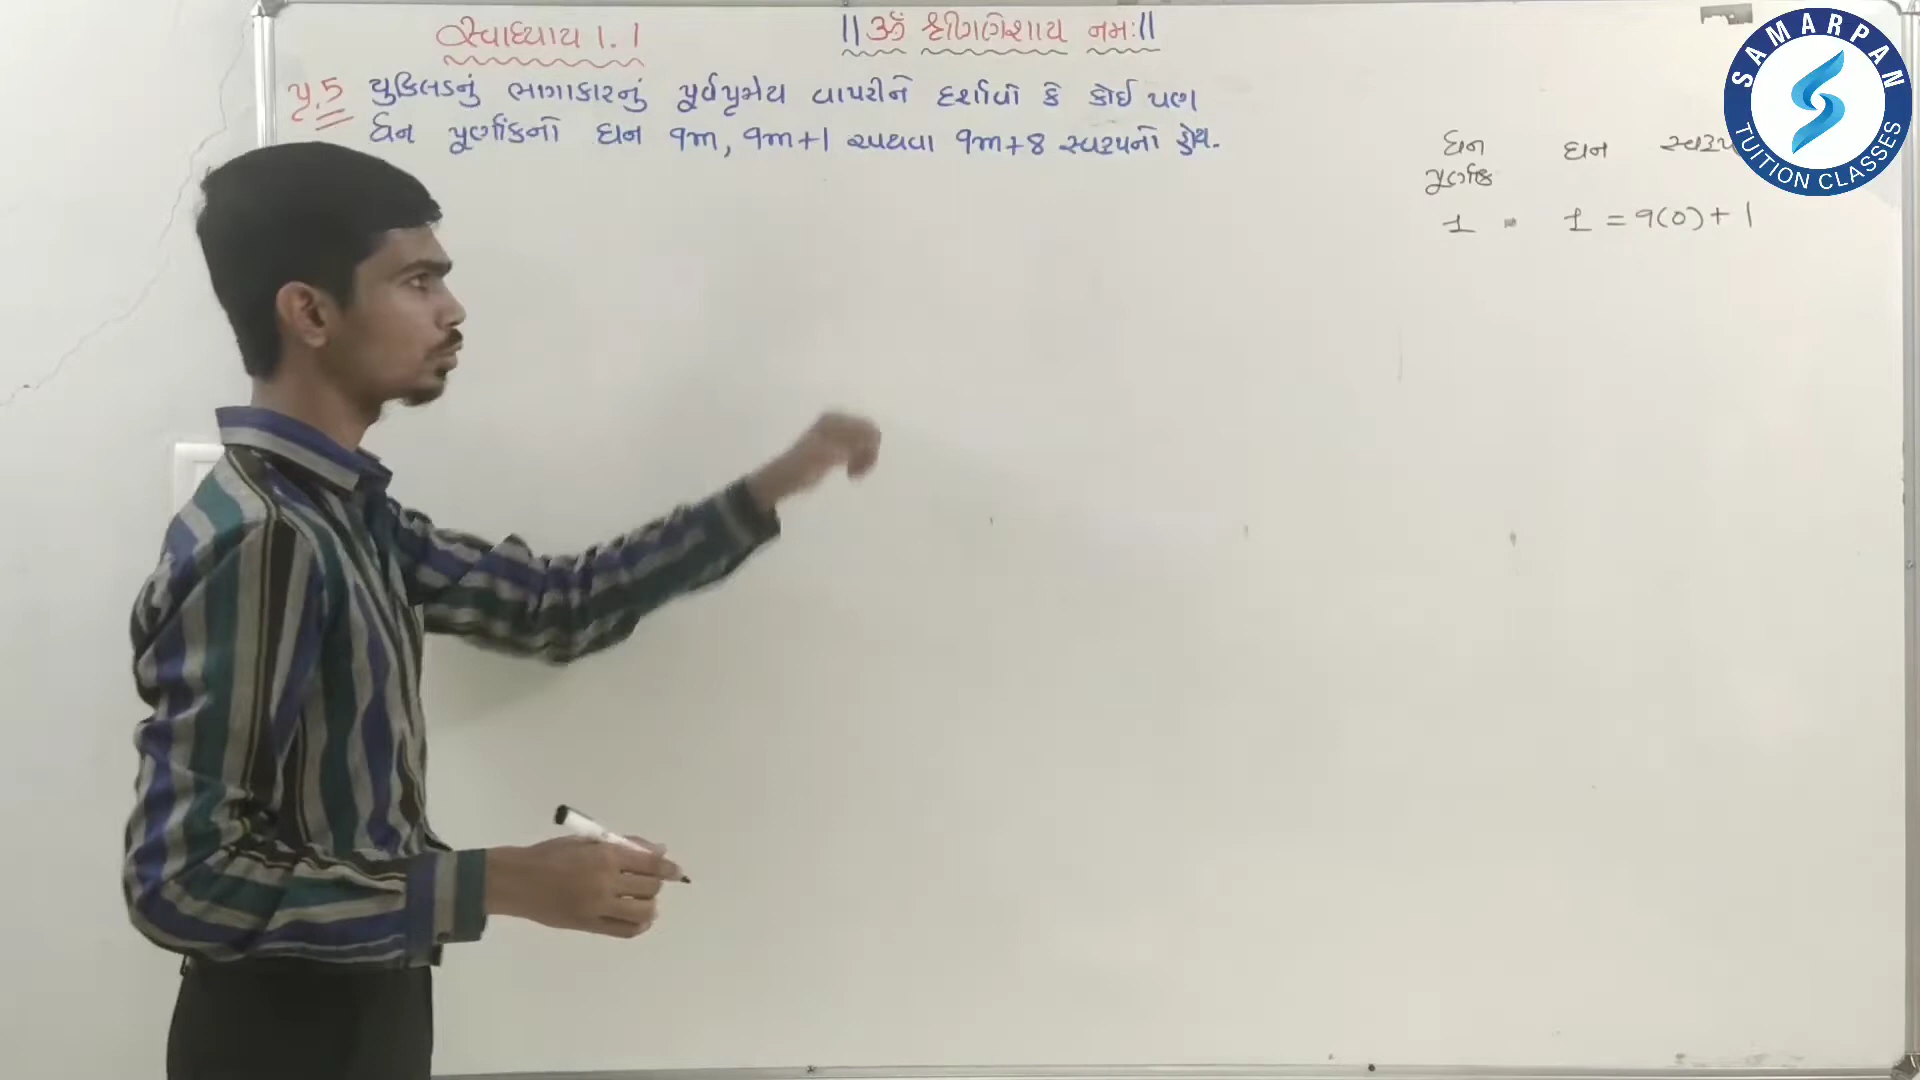 સ્વાધ્યાય 1.1
||ૐ શ્રી ગણેશાય નમઃ||
પ્ર.5 યુક્લિડનું ભાગાકારનું પૂર્વપ્રમેય વાપરીને દર્શાવો કે કોઈ પણ
ધન પૂર્ણાંકનો ઘન 9m, 9m+1 અથવા 9m+8 સ્વરૂપનો હોય.
ધન ઘન સ્વરૂપ
પૂર્ણાંક
1 = 1 = 9(0)+1
SAMARPAN
TUITION CLASSES